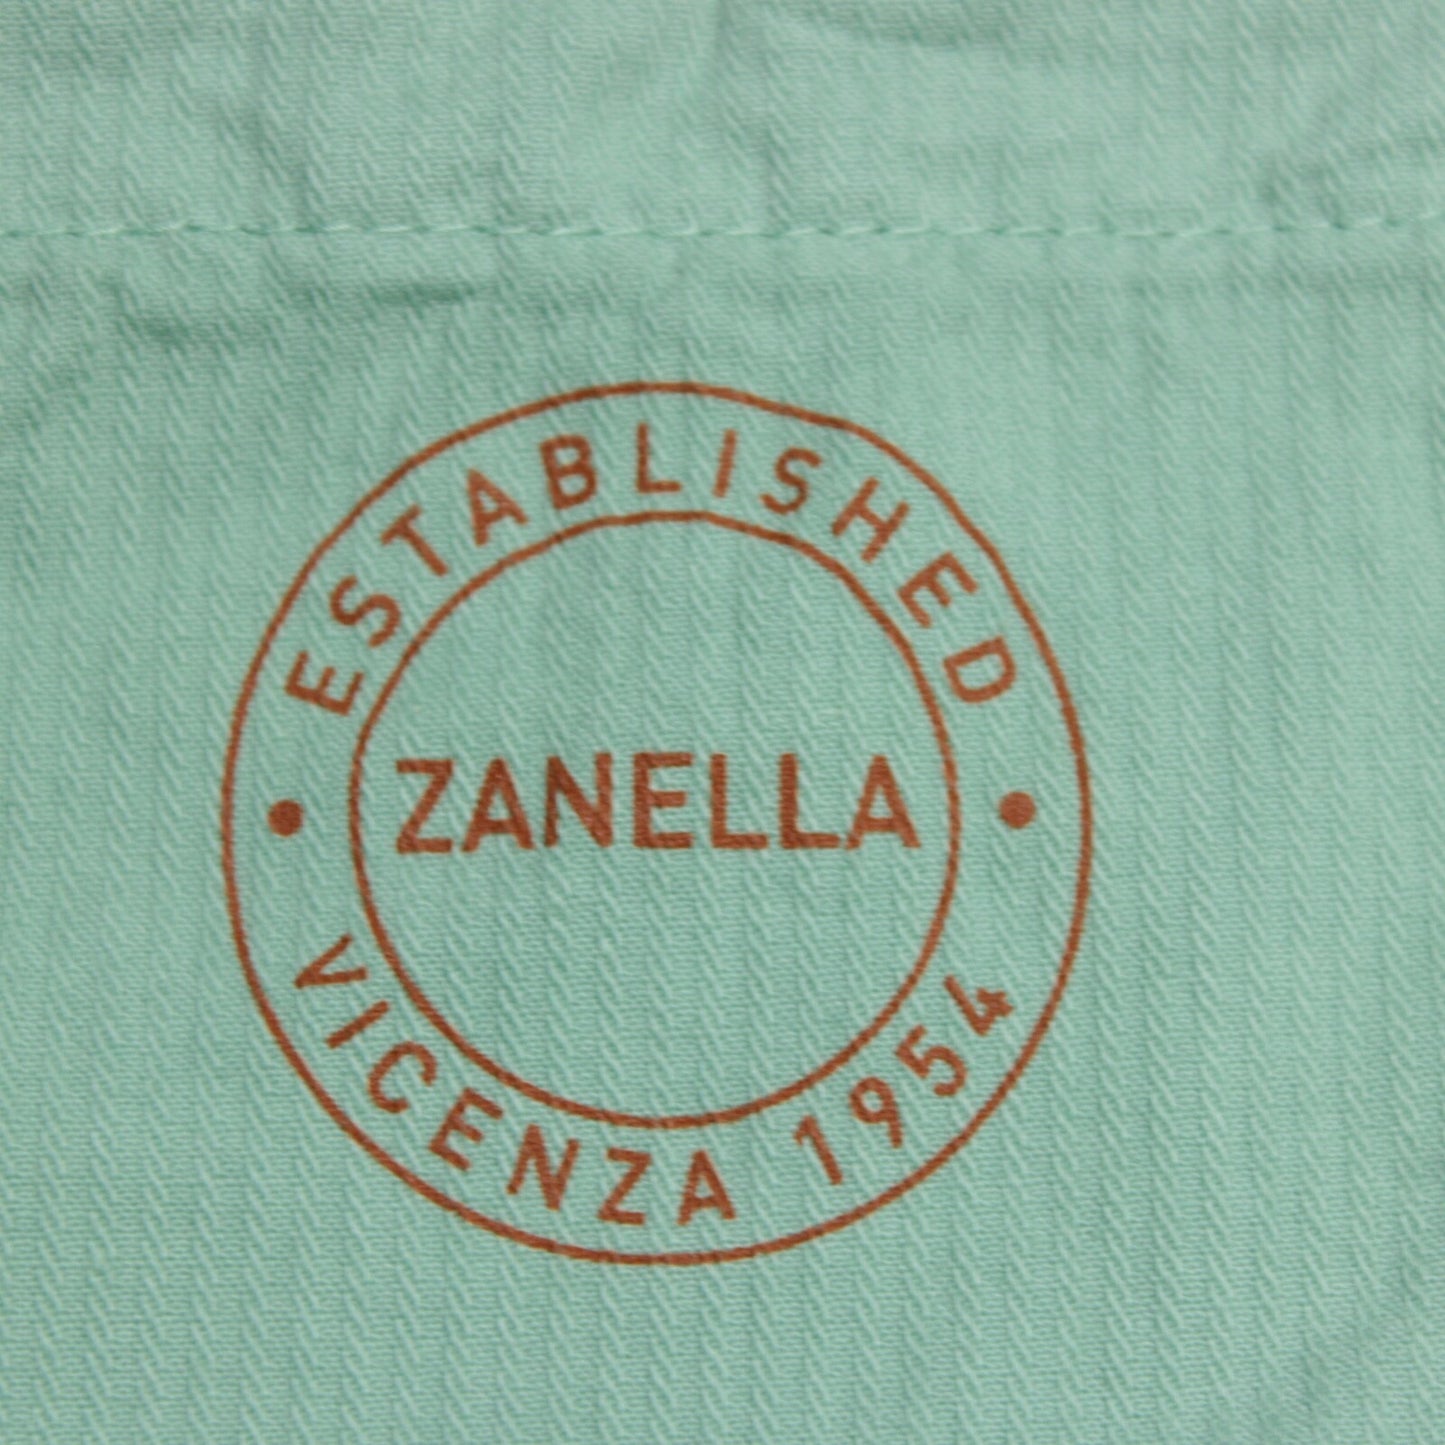 ESTABLISHED
ZANELLA
VICENZA 1954